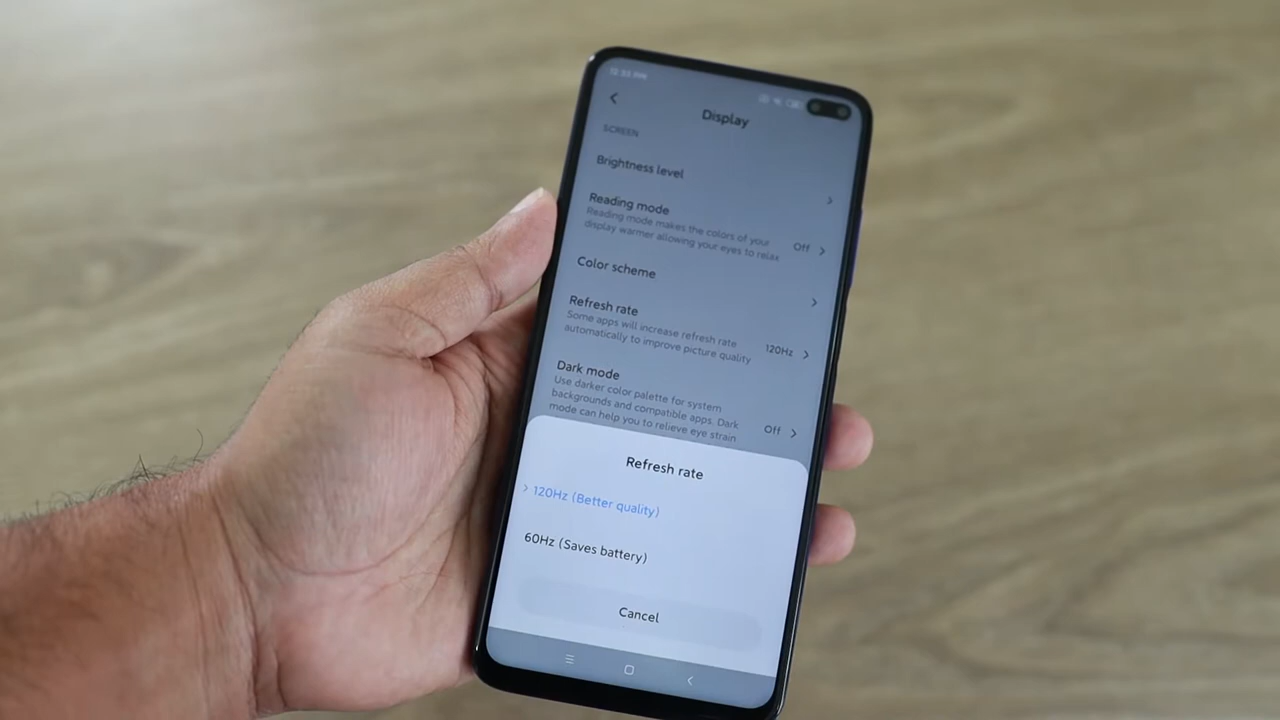 12:33 PM
Display
SCREEN
Brightness level
Reading mode
Reading mode makes the colors of your
display warmer allowing your eyes to relax
Off
Color scheme
Refresh rate
Some apps will increase refresh rate
automatically to improve picture quality
120Hz
Dark mode
Use darker color palette for system
backgrounds and compatible apps. Dark
mode can help you to relieve eye strain
Off
Refresh rate
120Hz (Better quality)
60Hz (Saves battery)
Cancel